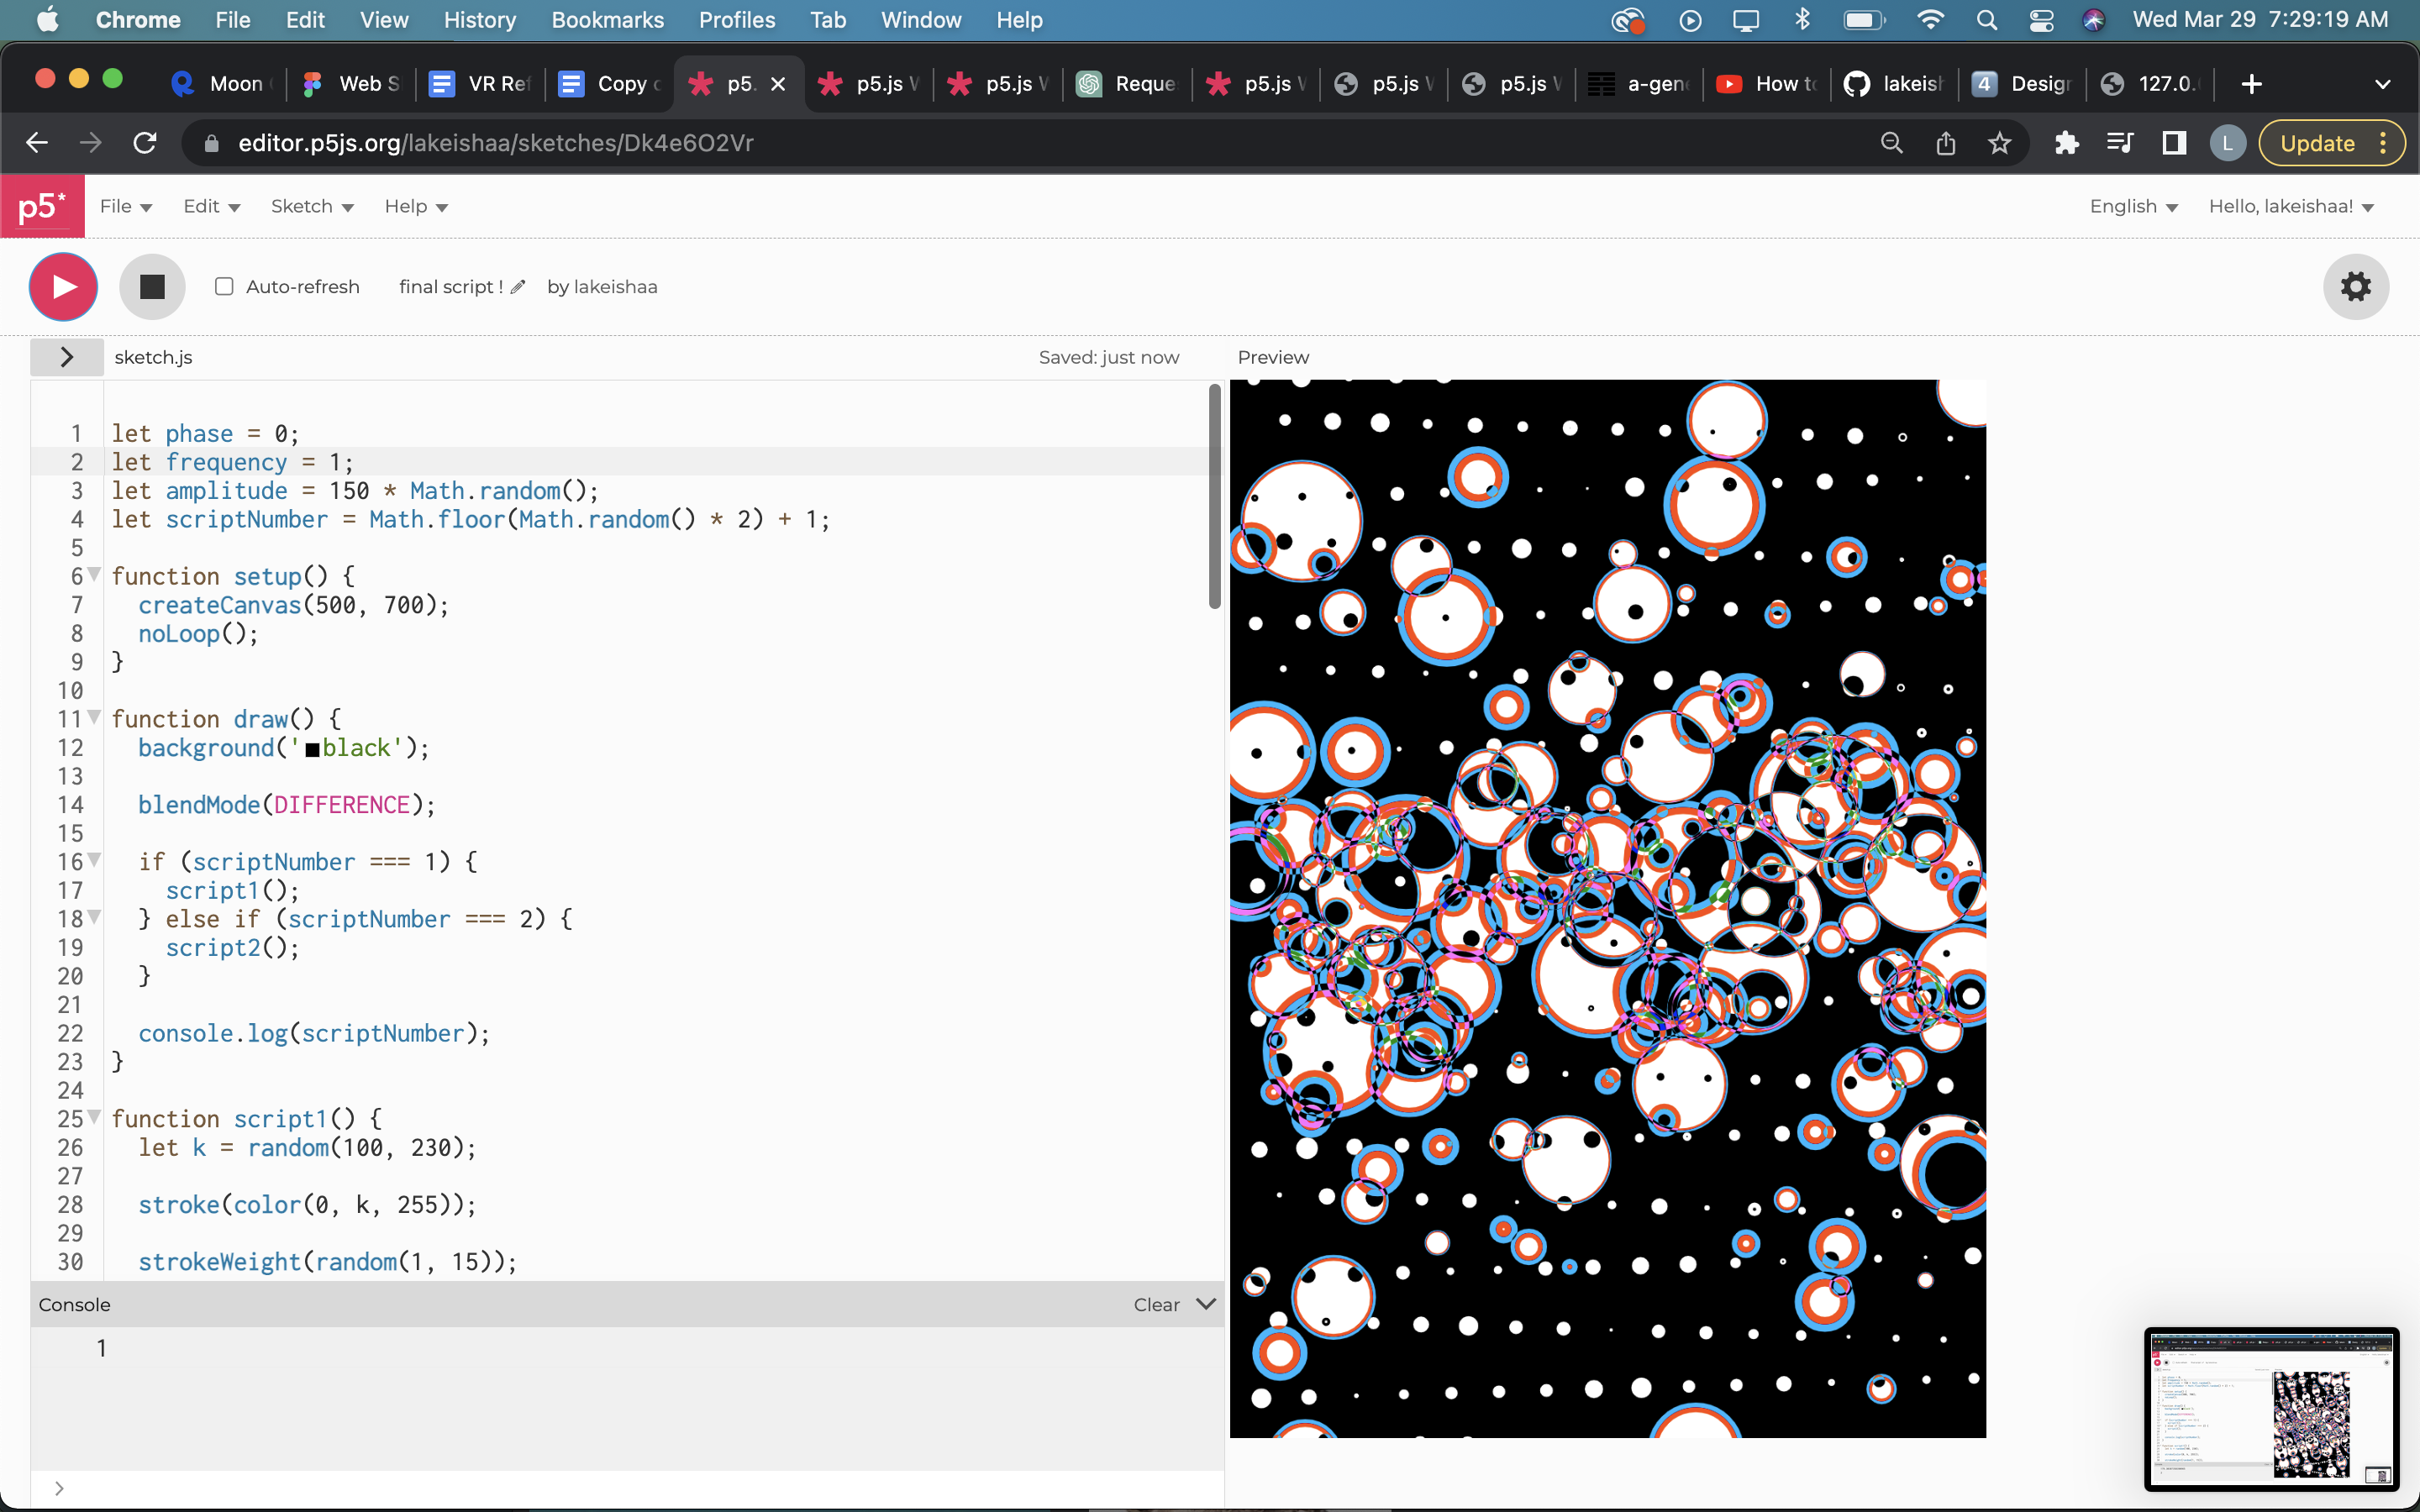 Chrome File Edit View History Bookmarks Profiles Tab Window Help Wed Mar 29 7:29:19 AM
Moon Web S VR Ref Copy p5. p5.js p5.js Reque p5.js p5.js p5.js a-gen How to lakeish 4 Design 127.0.
editor.p5js.org/lakeishaa/sketches/Dk4e6O2Vr L Update
p5* File Edit Sketch Help English Hello, lakeishaa!
Auto-refresh final script ! by lakeishaa
sketch.js Saved: just now Preview
1 let phase = 0;
2 let frequency = 1;
3 let amplitude = 150 * Math.random();
4 let scriptNumber = Math.floor(Math.random() * 2) + 1;
5
6 function setup() {
7 createCanvas(500, 700);
8 noLoop();
9 }
10
11 function draw() {
12 background('black');
13
14 blendMode(DIFFERENCE);
15
16 if (scriptNumber === 1) {
17 script1();
18 } else if (scriptNumber === 2) {
19 script2();
20 }
21
22 console.log(scriptNumber);
23 }
24
25 function script1() {
26 let k = random(100, 230);
27
28 stroke(color(0, k, 255));
29
30 strokeWeight(random(1, 15));
Console Clear
1
>